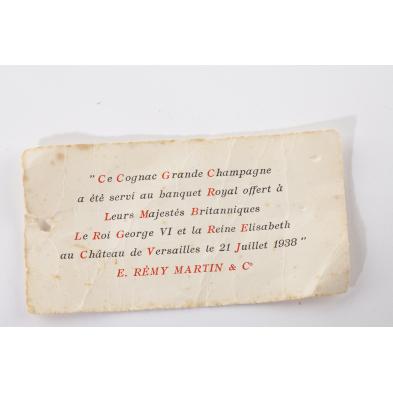 " Ce Cognac Grande Champagne
a été servi au banquet Royal offert à
Leurs Majestés Britanniques
Le Roi George VI et la Reine Elisabeth
au Château de Versailles le 21 Juillet 1938 "
E. RÉMY MARTIN & Cº